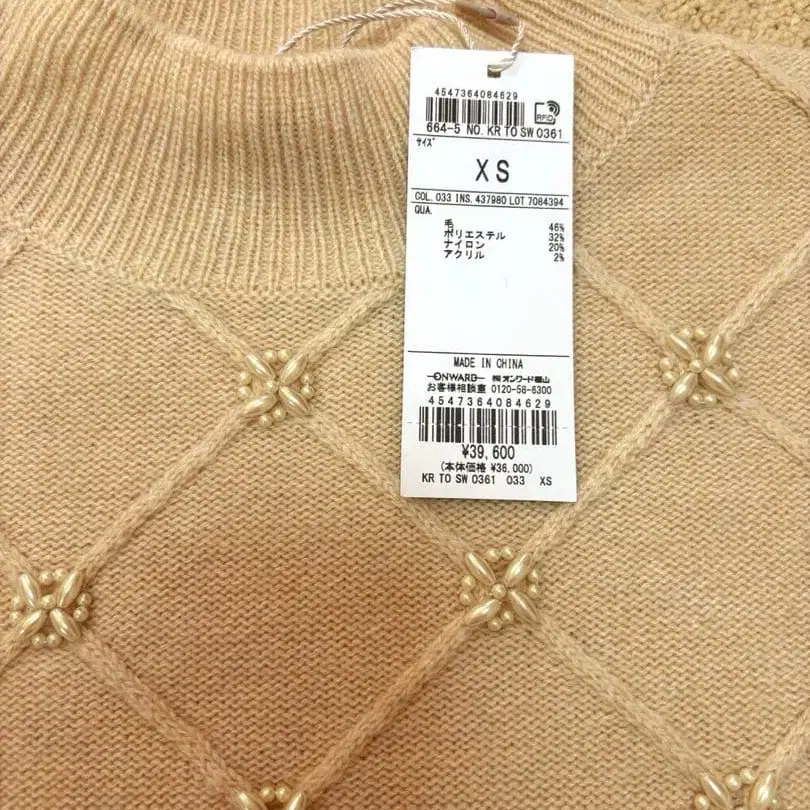 4547364084629
RFID
664-5 NO. KR TO SW 0361
サイズ
XS
COL. 033 INS. 437980 LOT 7084394
QUA.
毛 46%
ポリエステル 32%
ナイロン 20%
アクリル 2%
MADE IN CHINA
ONWARD ㈱オンワード樫山
お客様相談室 0120-58-6300
4547364084629
¥39,600
(本体価格 ¥36,000)
KR TO SW 0361 033 XS